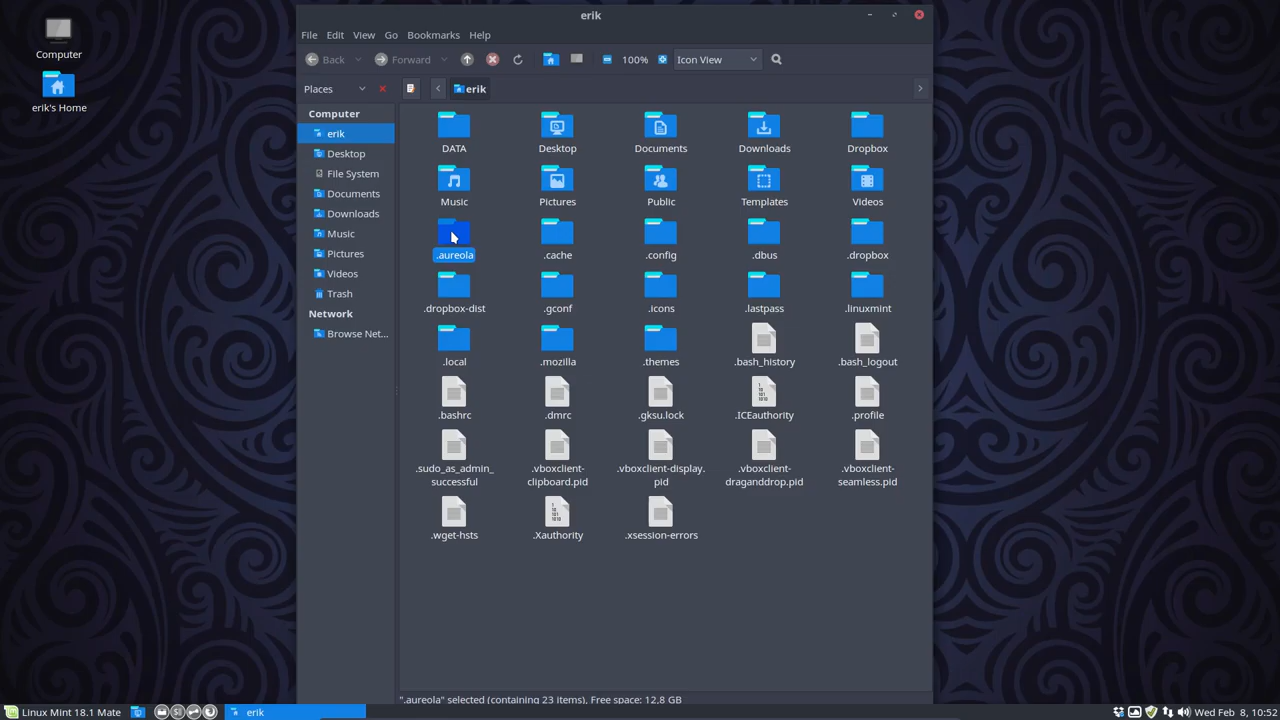 Computer
erik's Home
erik
File Edit View Go Bookmarks Help
Back Forward 100% Icon View
Places erik
Computer
erik
Desktop
File System
Documents
Downloads
Music
Pictures
Videos
Trash
Network
Browse Net...
DATA Desktop Documents Downloads Dropbox
Music Pictures Public Templates Videos
.aureola .cache .config .dbus .dropbox
.dropbox-dist .gconf .icons .lastpass .linuxmint
.local .mozilla .themes .bash_history .bash_logout
.bashrc .dmrc .gksu.lock .ICEauthority .profile
.sudo_as_admin_ .vboxclient- .vboxclient-display. .vboxclient- .vboxclient-
successful clipboard.pid pid draganddrop.pid seamless.pid
.wget-hsts .Xauthority .xsession-errors
".aureola" selected (containing 23 items), Free space: 12,8 GB
Linux Mint 18.1 Mate erik Wed Feb 8, 10:52